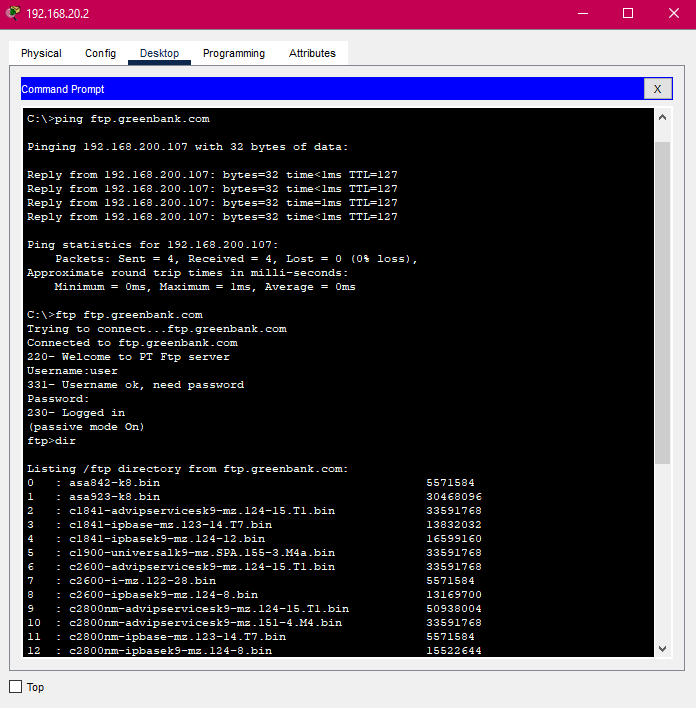 192.168.20.2
Physical Config Desktop Programming Attributes
Command Prompt X
C:\>ping ftp.greenbank.com
Pinging 192.168.200.107 with 32 bytes of data:
Reply from 192.168.200.107: bytes=32 time<1ms TTL=127
Reply from 192.168.200.107: bytes=32 time<1ms TTL=127
Reply from 192.168.200.107: bytes=32 time=1ms TTL=127
Reply from 192.168.200.107: bytes=32 time<1ms TTL=127
Ping statistics for 192.168.200.107:
Packets: Sent = 4, Received = 4, Lost = 0 (0% loss),
Approximate round trip times in milli-seconds:
Minimum = 0ms, Maximum = 1ms, Average = 0ms
C:\>ftp ftp.greenbank.com
Trying to connect...ftp.greenbank.com
Connected to ftp.greenbank.com
220- Welcome to PT Ftp server
Username:user
331- Username ok, need password
Password:
230- Logged in
(passive mode On)
ftp>dir
Listing /ftp directory from ftp.greenbank.com:
0 : asa842-k8.bin 5571584
1 : asa923-k8.bin 30468096
2 : c1841-advipservicesk9-mz.124-15.T1.bin 33591768
3 : c1841-ipbase-mz.123-14.T7.bin 13832032
4 : c1841-ipbasek9-mz.124-12.bin 16599160
5 : c1900-universalk9-mz.SPA.155-3.M4a.bin 33591768
6 : c2600-advipservicesk9-mz.124-15.T1.bin 33591768
7 : c2600-i-mz.122-28.bin 5571584
8 : c2600-ipbasek9-mz.124-8.bin 13169700
9 : c2800nm-advipservicesk9-mz.124-15.T1.bin 50938004
10 : c2800nm-advipservicesk9-mz.151-4.M4.bin 33591768
11 : c2800nm-ipbase-mz.123-14.T7.bin 5571584
12 : c2800nm-ipbasek9-mz.124-8.bin 15522644
Top